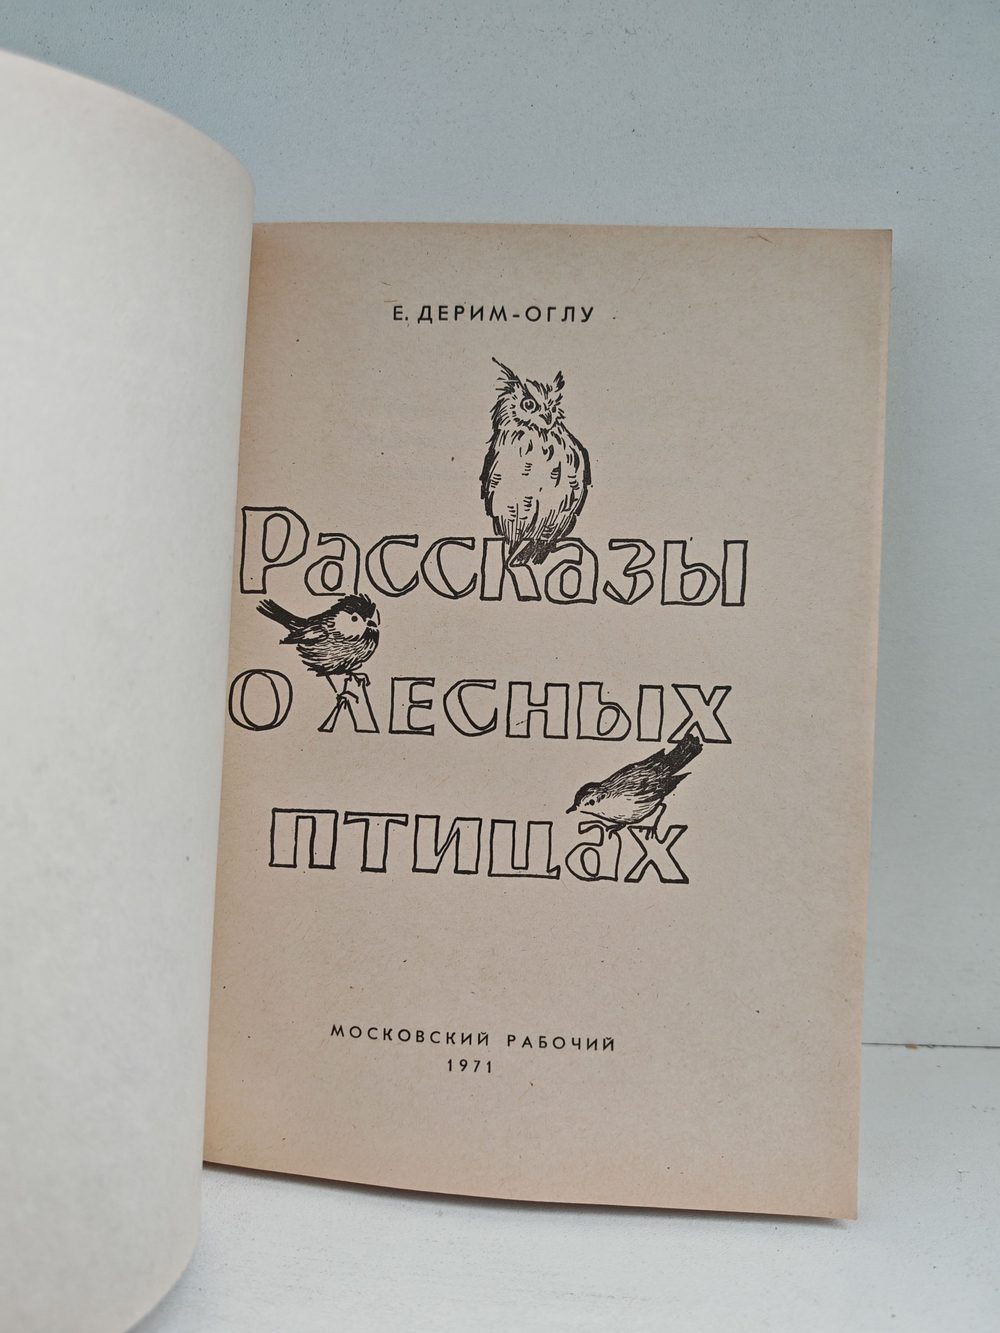 Е. ДЕРИМ-ОГЛУ
Рассказы
о лесных
птицах
МОСКОВСКИЙ РАБОЧИЙ
1971